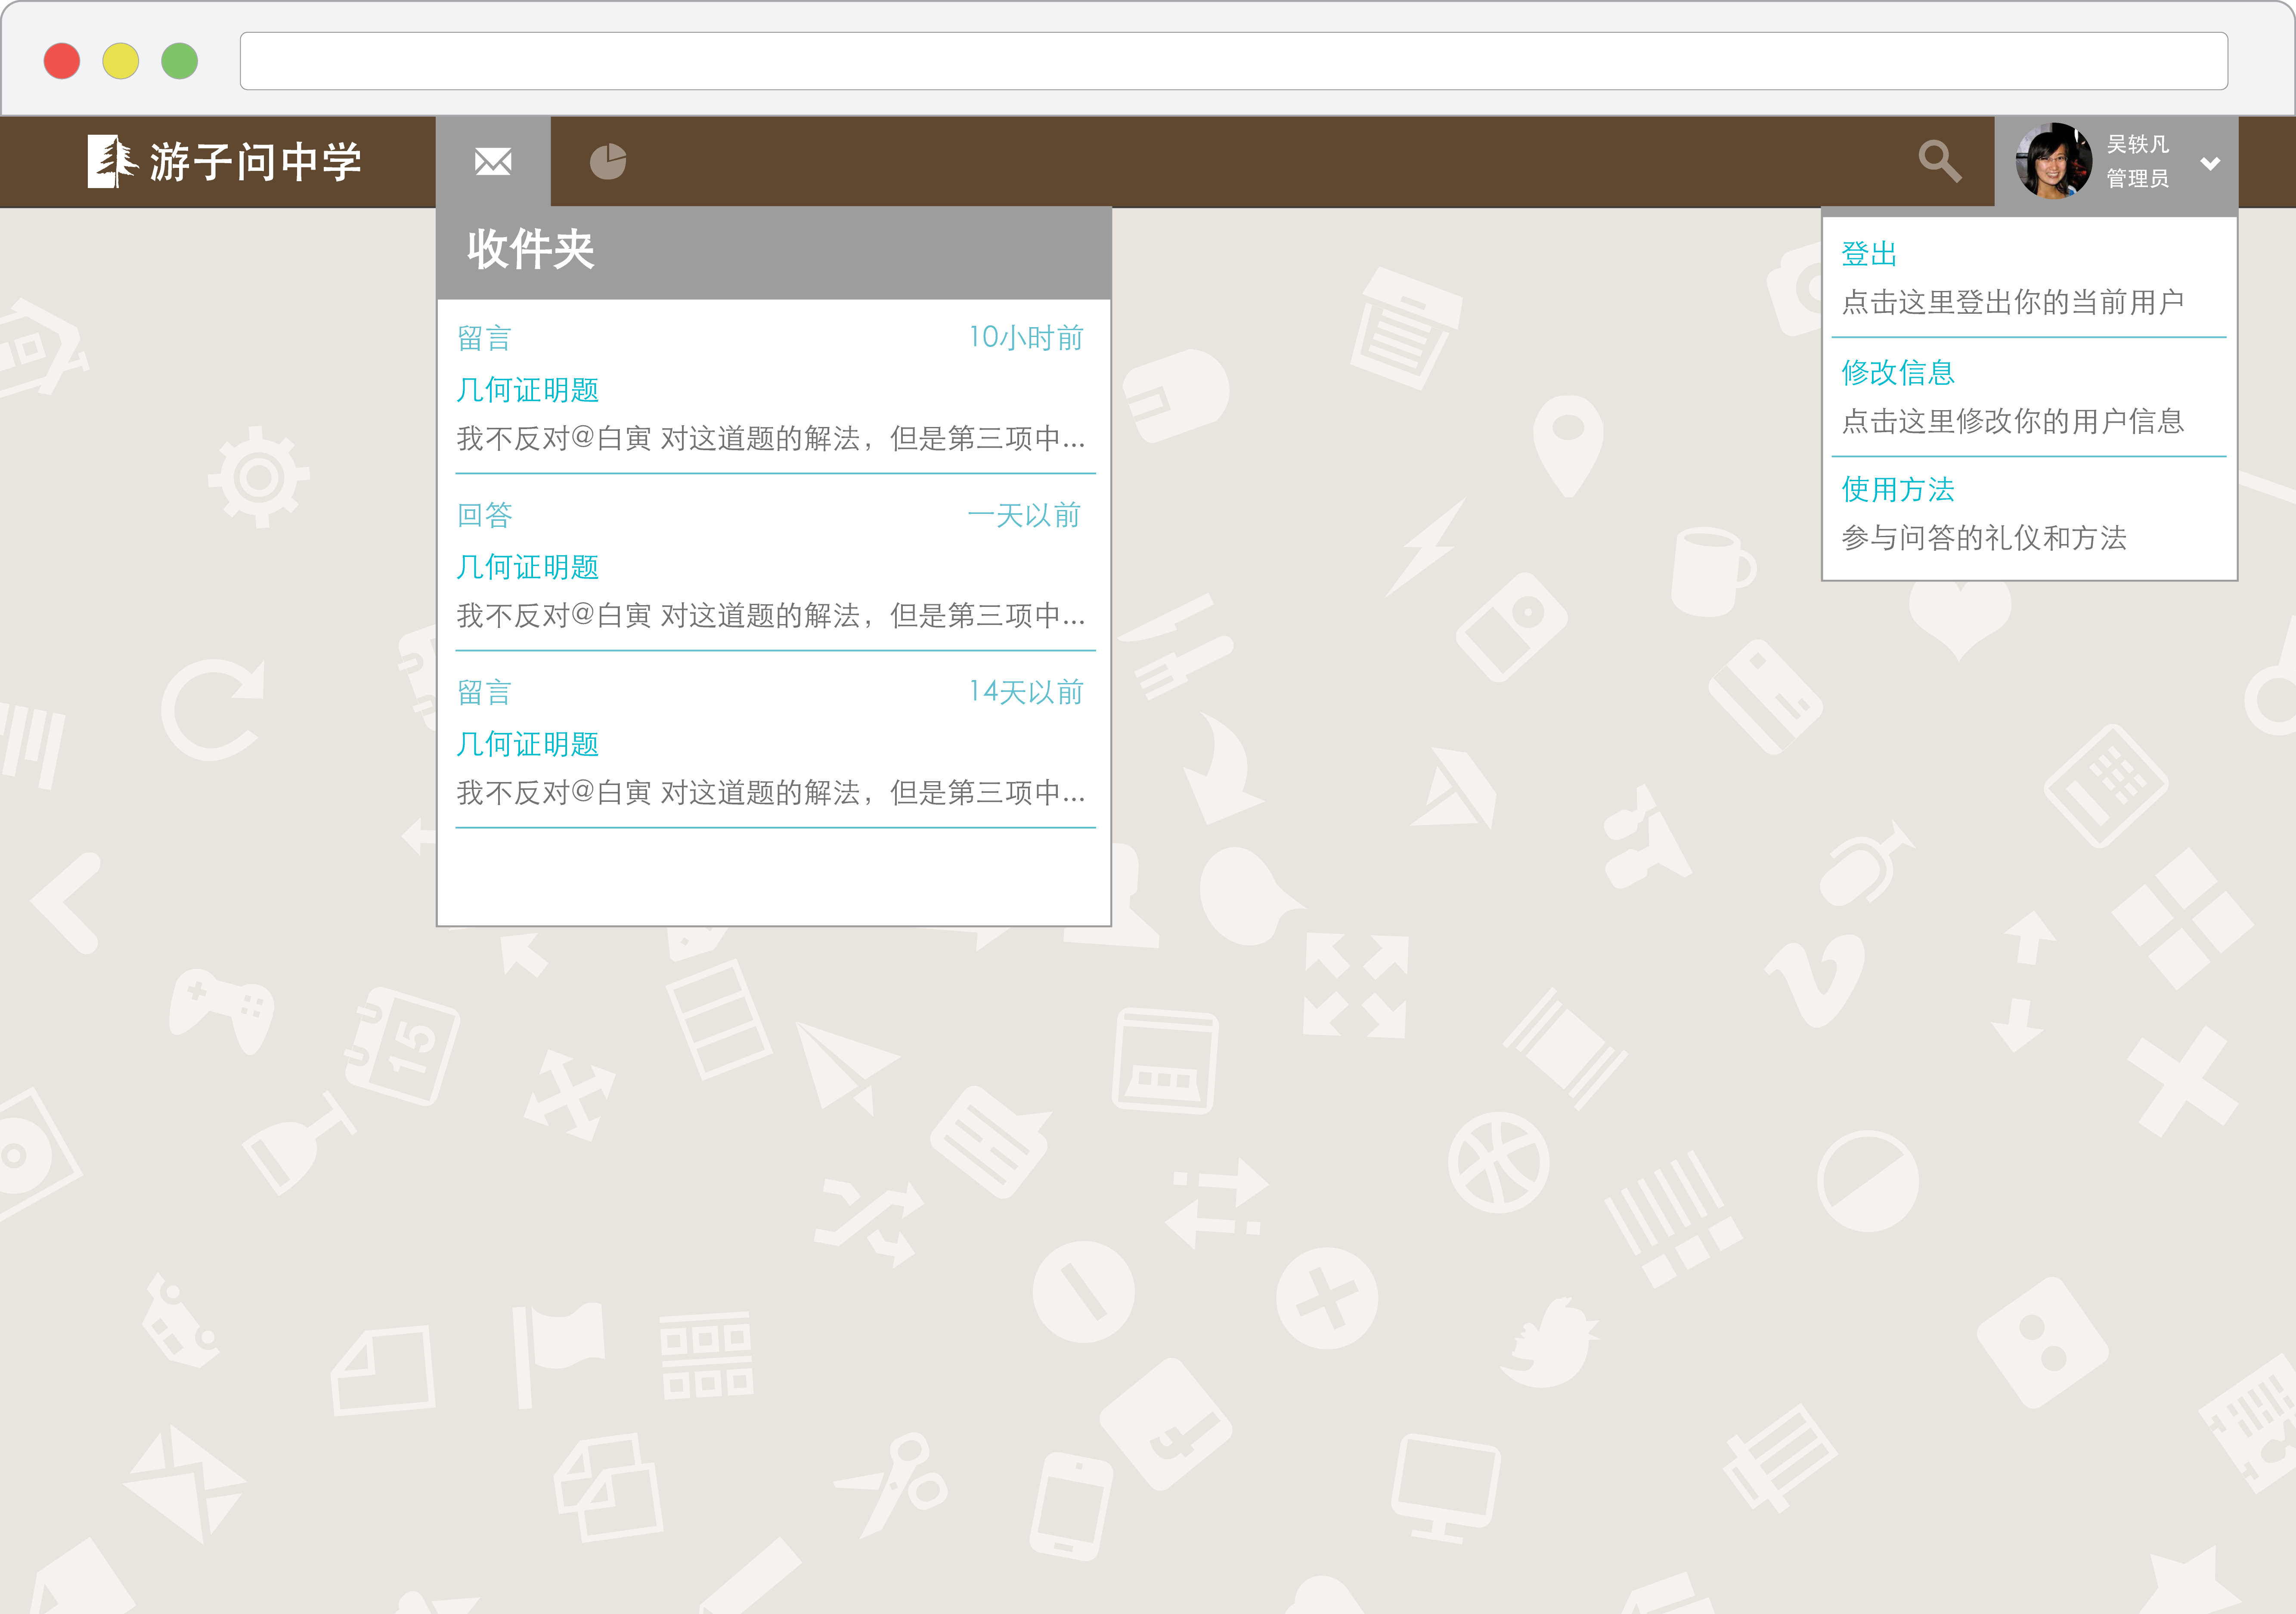 游子问中学
吴轶凡
管理员
收件夹
留言 10小时前
几何证明题
我不反对@白寅 对这道题的解法，但是第三项中...
回答 一天以前
几何证明题
我不反对@白寅 对这道题的解法，但是第三项中...
留言 14天以前
几何证明题
我不反对@白寅 对这道题的解法，但是第三项中...
登出
点击这里登出你的当前用户
修改信息
点击这里修改你的用户信息
使用方法
参与问答的礼仪和方法
15